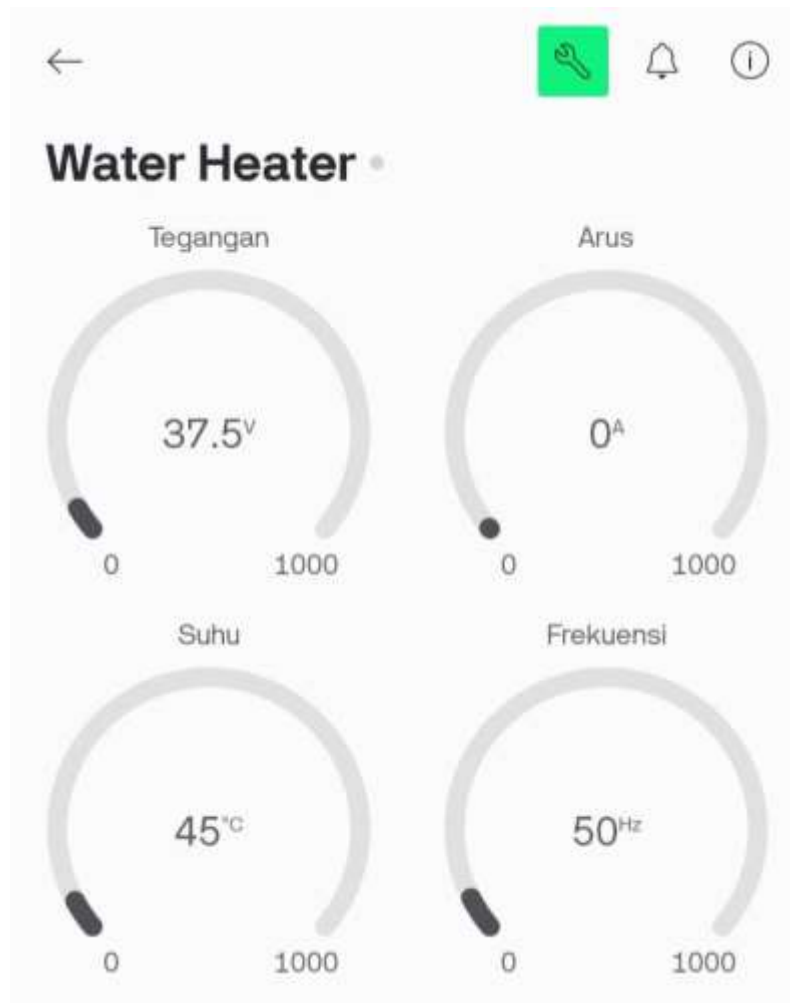 Water Heater
Tegangan
Arus
37.5V
0A
0 1000
0 1000
Suhu
Frekuensi
45°C
50Hz
0 1000
0 1000